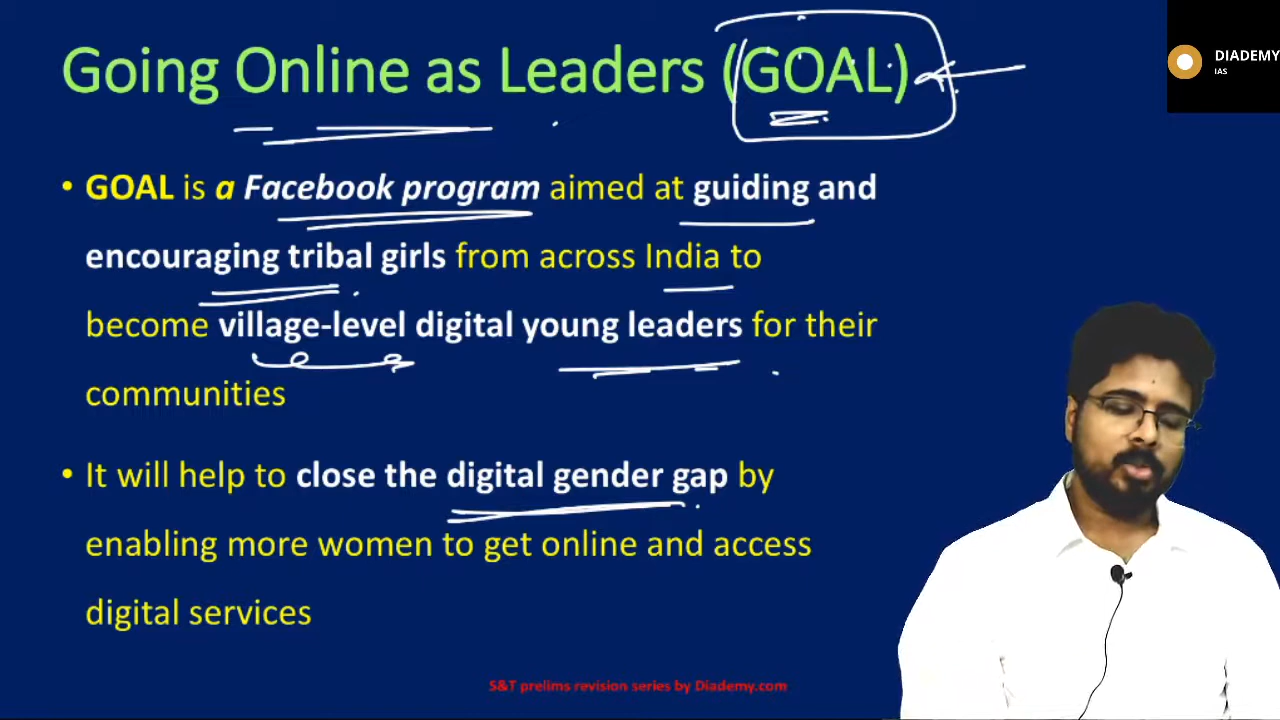 Going Online as Leaders (GOAL)
DIADEMY
IAS
• GOAL is a Facebook program aimed at guiding and
encouraging tribal girls from across India to
become village-level digital young leaders for their
communities
• It will help to close the digital gender gap by
enabling more women to get online and access
digital services
S&T prelims revision series by Diademy.com